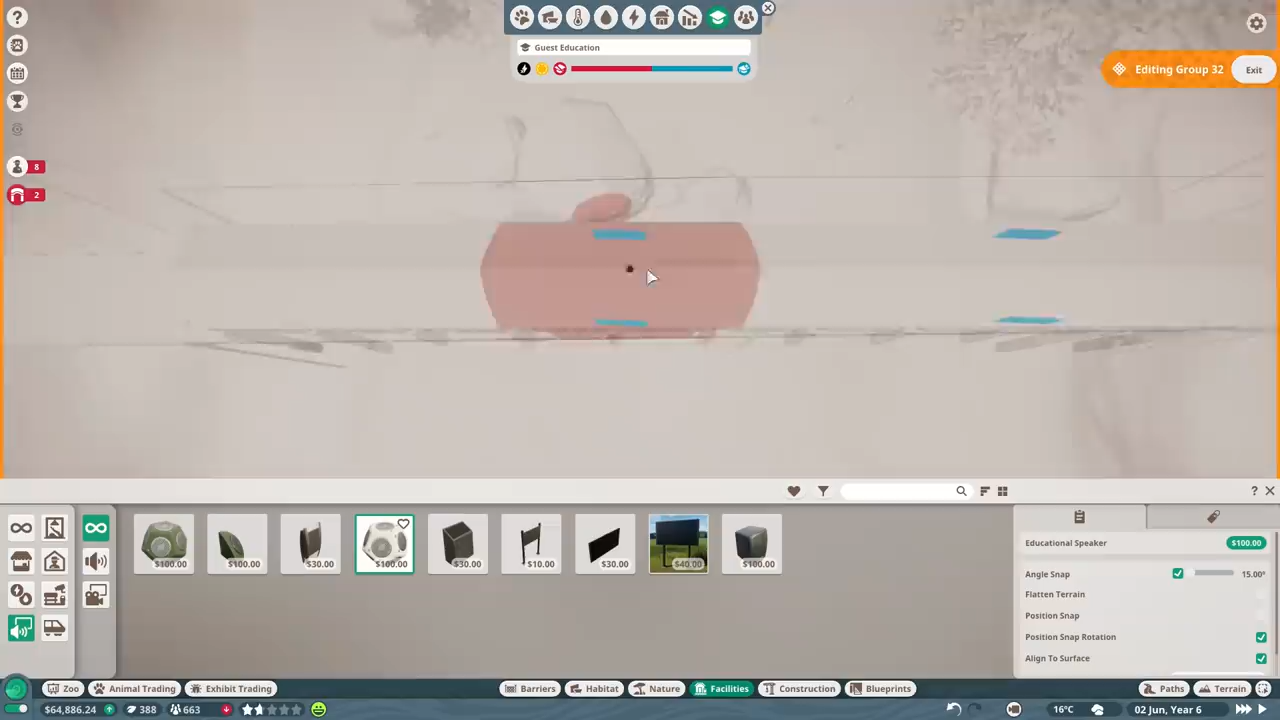 Guest Education
Editing Group 32
Exit
8
2
$100.00
$100.00
$30.00
$100.00
$30.00
$10.00
$30.00
$40.00
$100.00
Educational Speaker
$100.00
Angle Snap
15.00°
Flatten Terrain
Position Snap
Position Snap Rotation
Align To Surface
Zoo
Animal Trading
Exhibit Trading
Barriers
Habitat
Nature
Facilities
Construction
Blueprints
Paths
Terrain
$64,886.24
388
663
16°C
02 Jun, Year 6